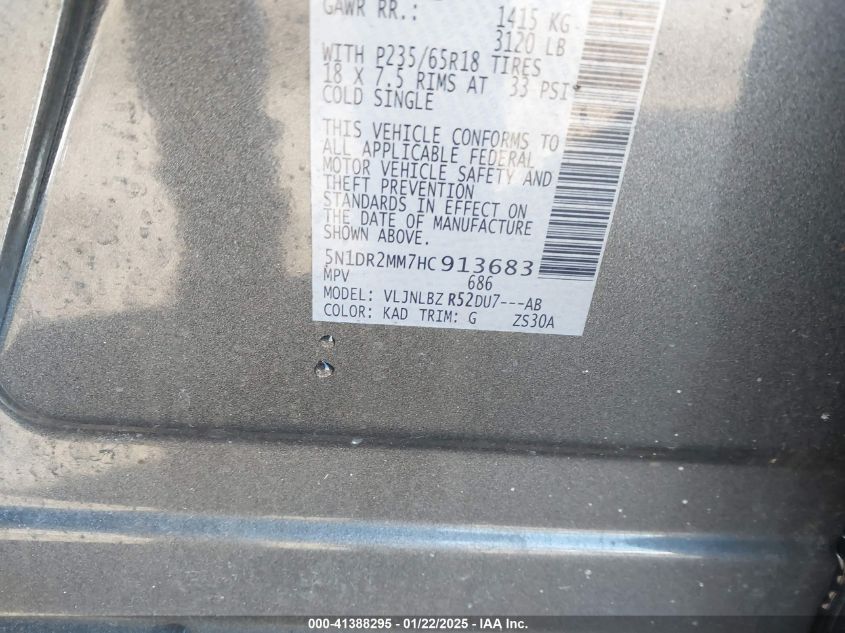 GAWR RR.: 1415 KG
3120 LB
WITH P235/65R18 TIRES
18 X 7.5 RIMS AT 33 PSI
COLD SINGLE
THIS VEHICLE CONFORMS TO
ALL APPLICABLE FEDERAL
MOTOR VEHICLE SAFETY AND
THEFT PREVENTION
STANDARDS IN EFFECT ON
THE DATE OF MANUFACTURE
SHOWN ABOVE.
5N1DR2MM7HC913683
MPV 686
MODEL: VLJNLBZ R52DU7---AB
COLOR: KAD TRIM: G ZS30A
000-41388295 - 01/22/2025 - IAA Inc.